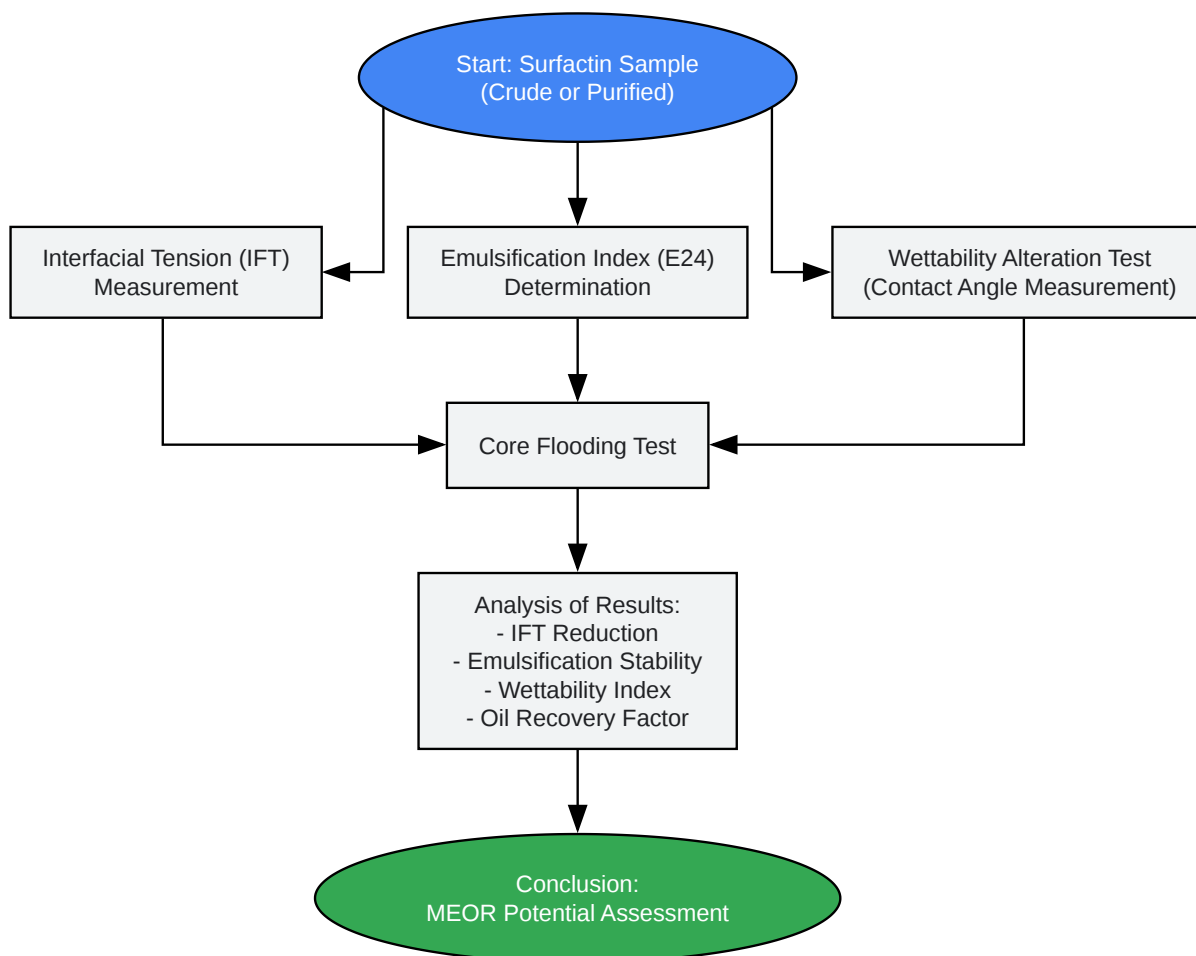 Start: Surfactin Sample
(Crude or Purified)
Interfacial Tension (IFT)
Measurement
Emulsification Index (E24)
Determination
Wettability Alteration Test
(Contact Angle Measurement)
Core Flooding Test
Analysis of Results:
- IFT Reduction
- Emulsification Stability
- Wettability Index
- Oil Recovery Factor
Conclusion:
MEOR Potential Assessment